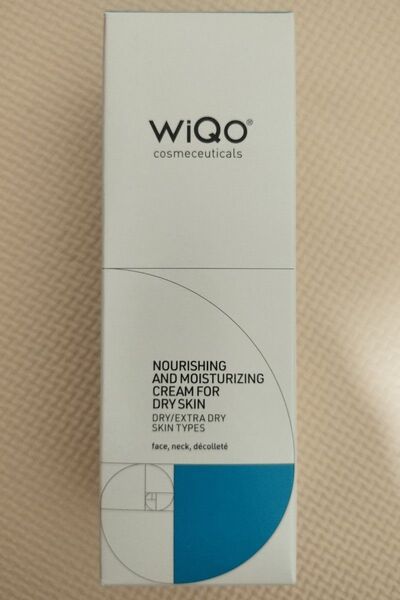 WiQo®
cosmeceuticals
NOURISHING
AND MOISTURIZING
CREAM FOR
DRY SKIN
DRY/EXTRA DRY
SKIN TYPES
face, neck, décolleté